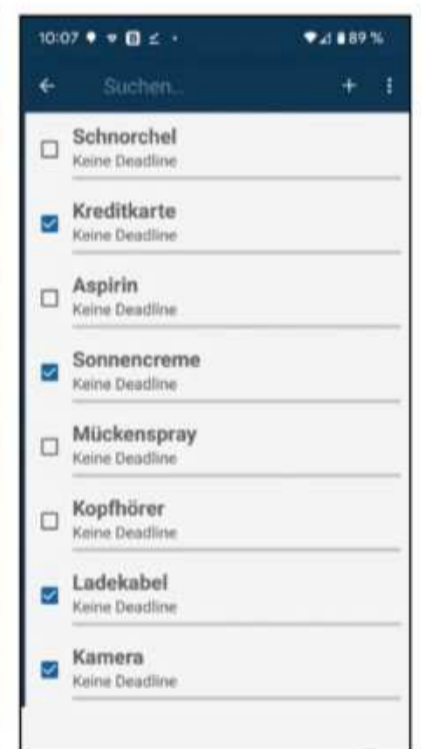 10:07 89 %
Suchen...
Schnorchel
Keine Deadline
Kreditkarte
Keine Deadline
Aspirin
Keine Deadline
Sonnencreme
Keine Deadline
Mückenspray
Keine Deadline
Kopfhörer
Keine Deadline
Ladekabel
Keine Deadline
Kamera
Keine Deadline